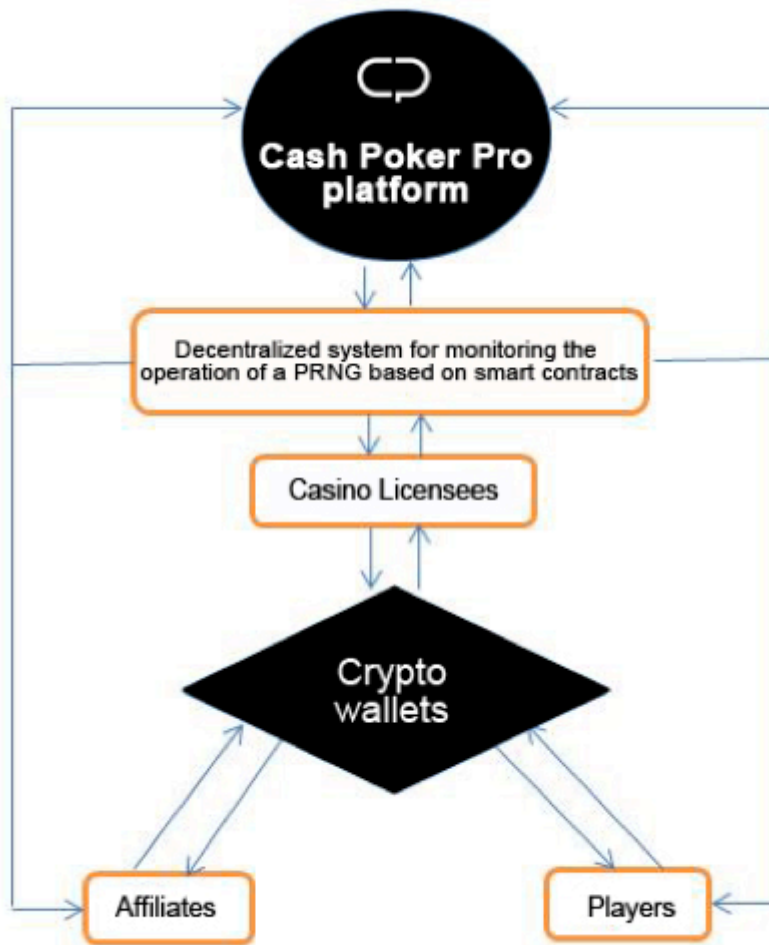 Cash Poker Pro
platform
Decentralized system for monitoring the
operation of a PRNG based on smart contracts
Casino Licensees
Crypto
wallets
Affiliates
Players